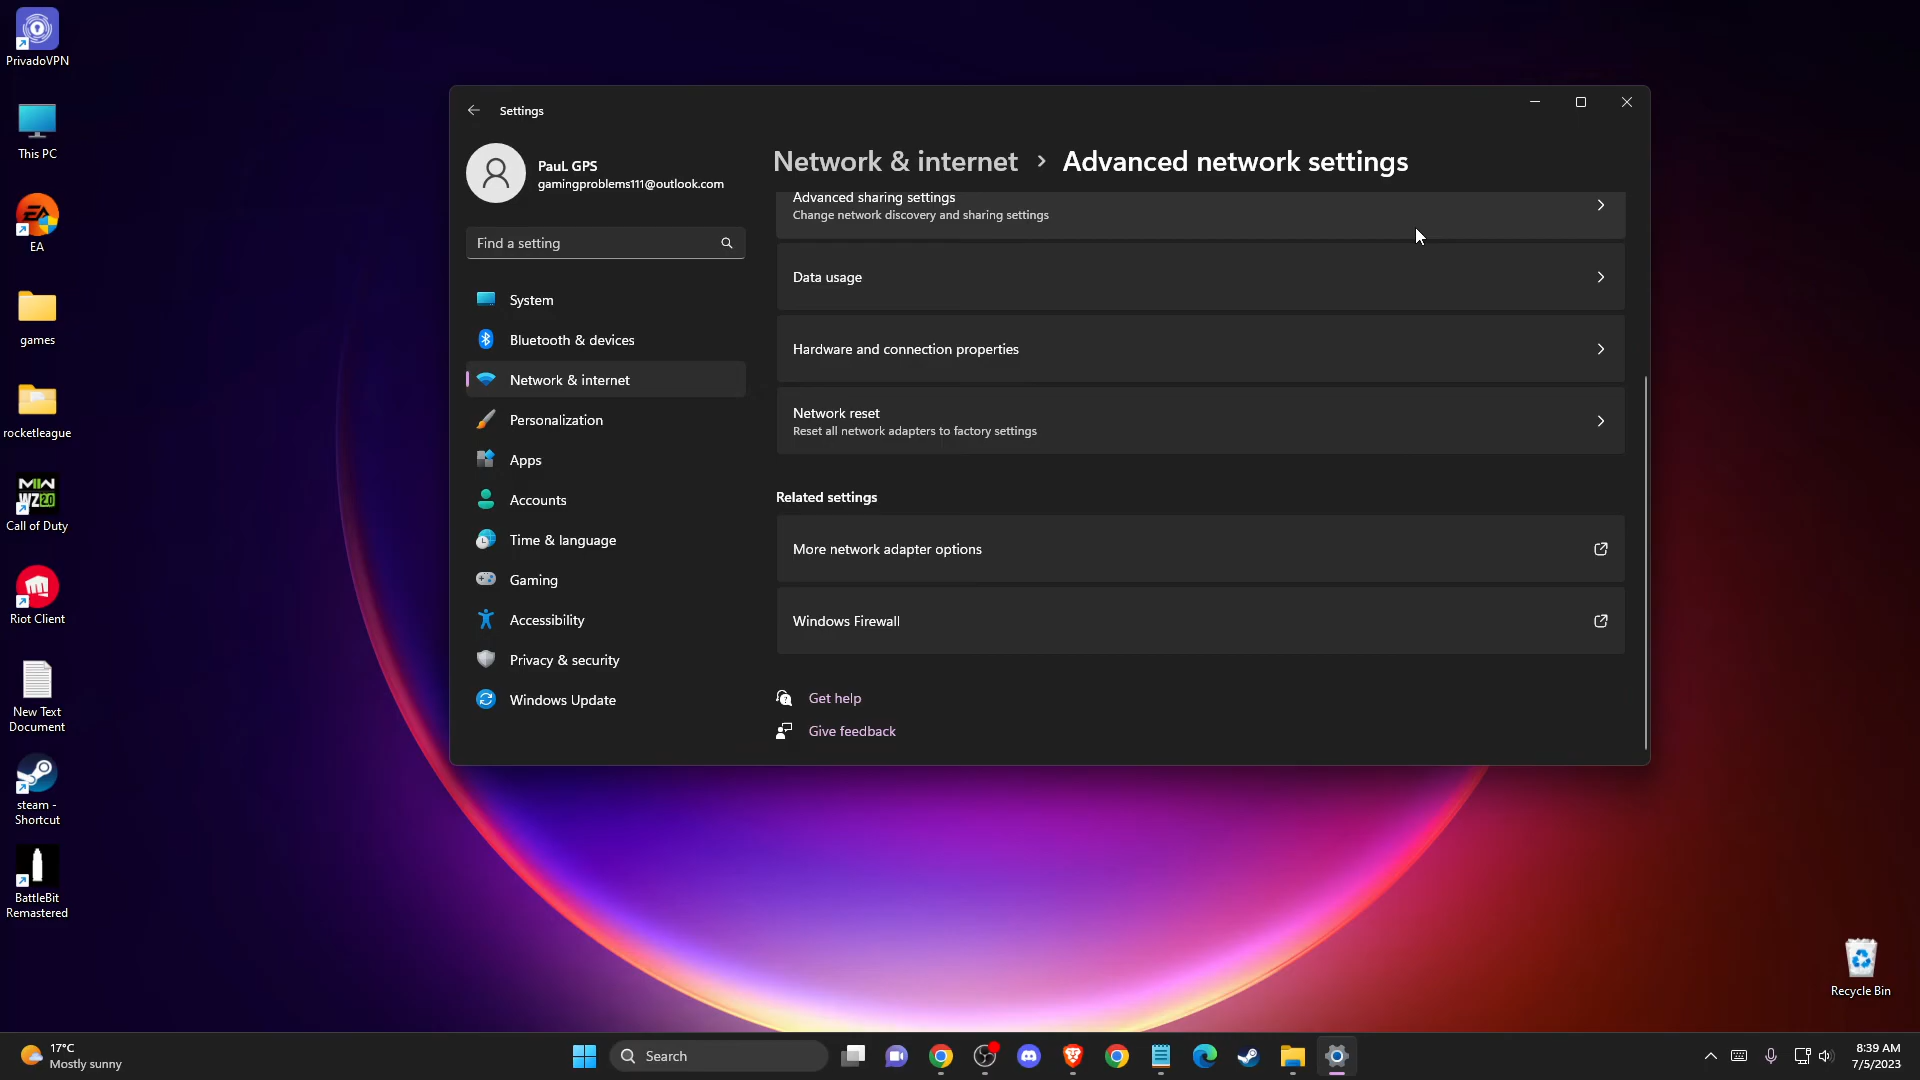 PrivadoVPN
This PC
EA
games
rocketleague
MW
WZ 2.0
Call of Duty
Riot Client
New Text
Document
steam -
Shortcut
BattleBit
Remastered
Settings
PauL GPS
gamingproblems111@outlook.com
Find a setting
System
Bluetooth & devices
Network & internet
Personalization
Apps
Accounts
Time & language
Gaming
Accessibility
Privacy & security
Windows Update
Network & internet > Advanced network settings
Advanced sharing settings
Change network discovery and sharing settings
Data usage
Hardware and connection properties
Network reset
Reset all network adapters to factory settings
Related settings
More network adapter options
Windows Firewall
Get help
Give feedback
Recycle Bin
17°C
Mostly sunny
Search
8:39 AM
7/5/2023